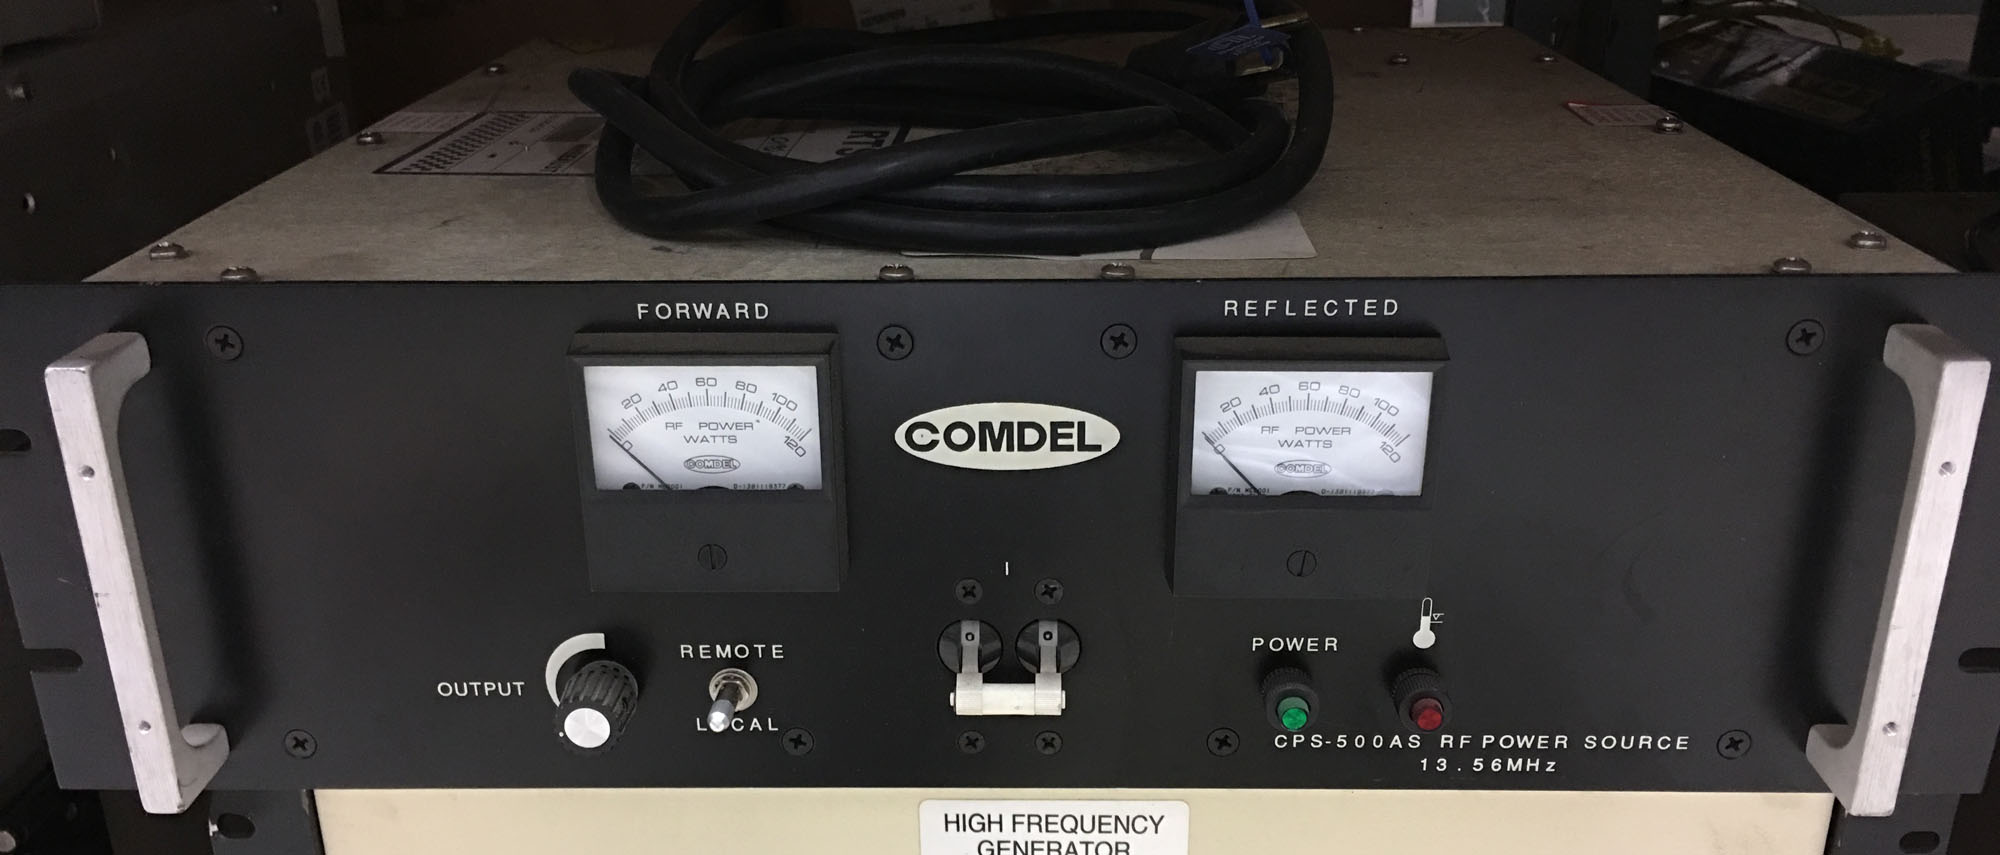 FORWARD
REFLECTED
0 20 40 60 80 100 120
RF POWER
WATTS
COMDEL
0 20 40 60 80 100 120
RF POWER
WATTS
COMDEL
COMDEL
I
OUTPUT
REMOTE
LOCAL
POWER
CPS-500AS RF POWER SOURCE
13.56MHz
HIGH FREQUENCY
GENERATOR